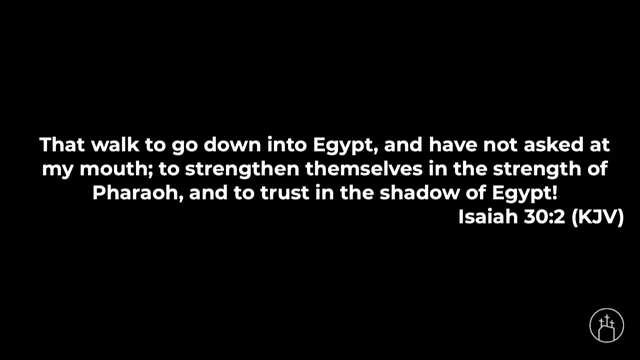 That walk to go down into Egypt, and have not asked at
my mouth; to strengthen themselves in the strength of
Pharaoh, and to trust in the shadow of Egypt!
Isaiah 30:2 (KJV)